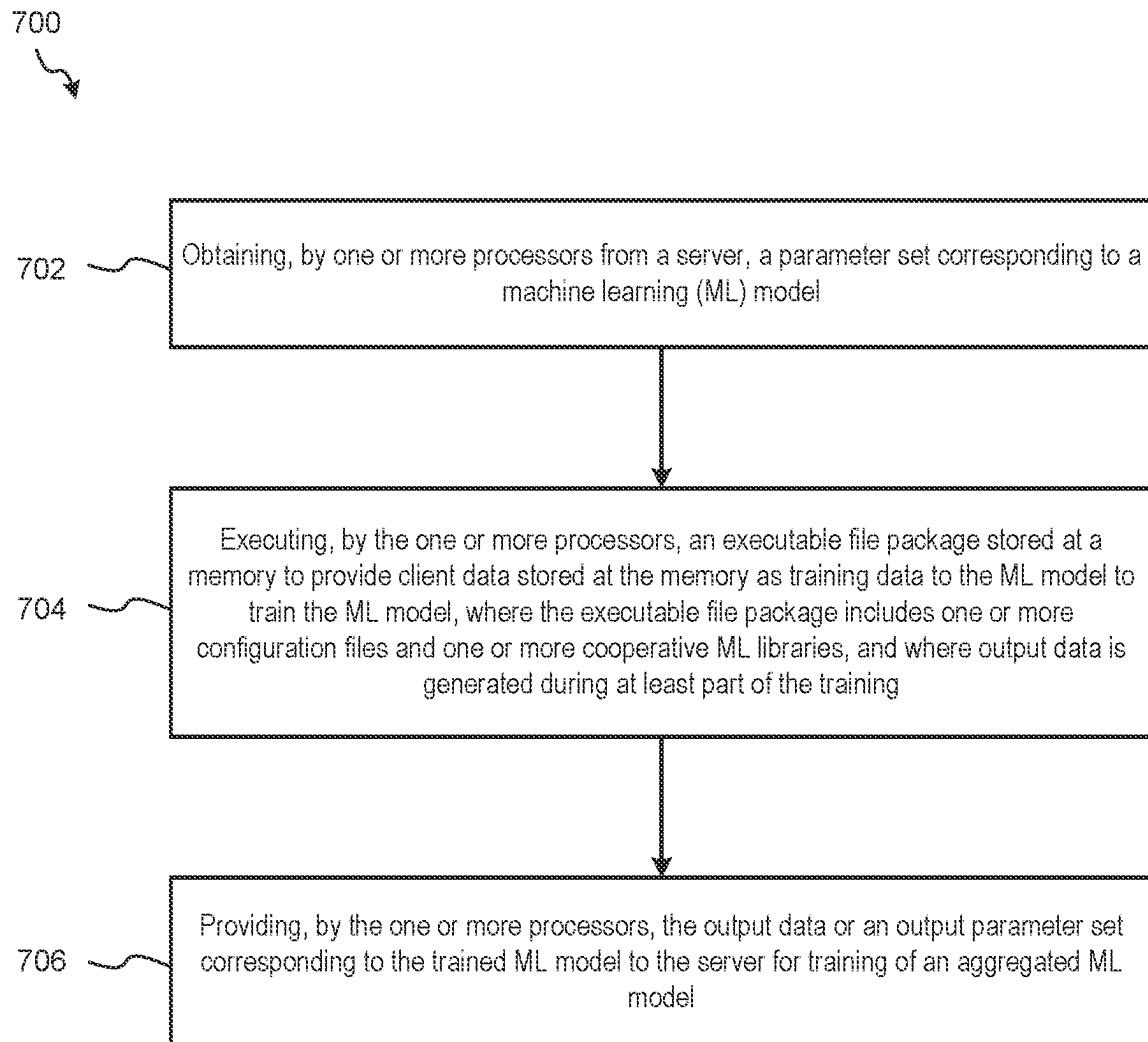 700
702
Obtaining, by one or more processors from a server, a parameter set corresponding to a
machine learning (ML) model
704
Executing, by the one or more processors, an executable file package stored at a
memory to provide client data stored at the memory as training data to the ML model to
train the ML model, where the executable file package includes one or more
configuration files and one or more cooperative ML libraries, and where output data is
generated during at least part of the training
706
Providing, by the one or more processors, the output data or an output parameter set
corresponding to the trained ML model to the server for training of an aggregated ML
model